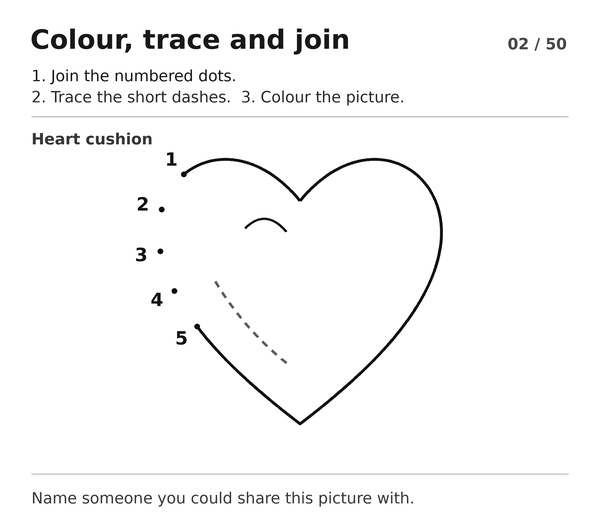 Colour, trace and join
02 / 50
1. Join the numbered dots.
2. Trace the short dashes.  3. Colour the picture.
Heart cushion
1
2
3
4
5
Name someone you could share this picture with.